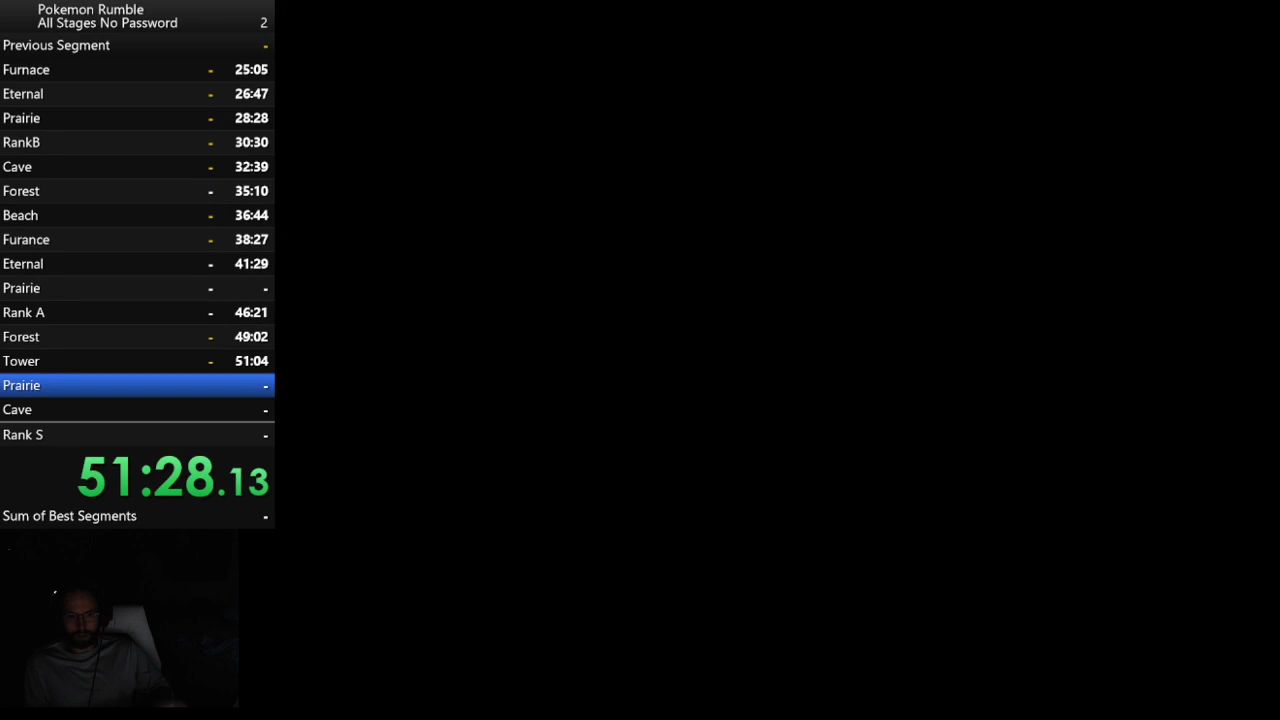 Pokemon Rumble
All Stages No Password 2
Previous Segment -
Furnace - 25:05
Eternal - 26:47
Prairie - 28:28
RankB - 30:30
Cave - 32:39
Forest - 35:10
Beach - 36:44
Furance - 38:27
Eternal - 41:29
Prairie - -
Rank A - 46:21
Forest - 49:02
Tower - 51:04
Prairie -
Cave -
Rank S -
51:28.13
Sum of Best Segments -